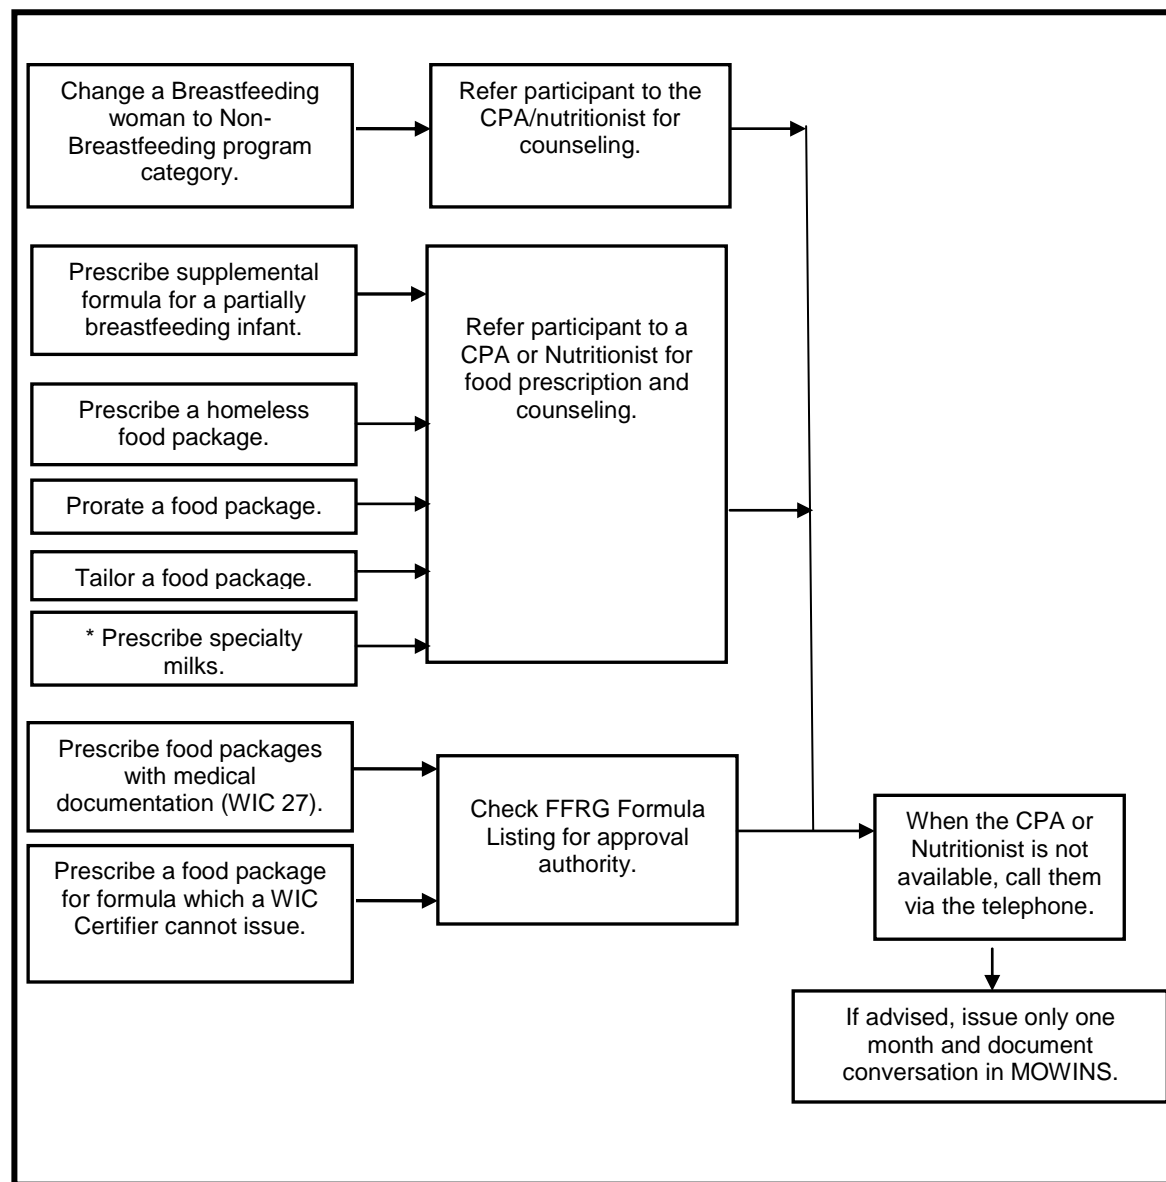 Change a Breastfeeding
woman to Non-
Breastfeeding program
category.
Refer participant to the
CPA/nutritionist for
counseling.
Prescribe supplemental
formula for a partially
breastfeeding infant.
Refer participant to a
CPA or Nutritionist for
food prescription and
counseling.
Prescribe a homeless
food package.
Prorate a food package.
Tailor a food package.
* Prescribe specialty
milks.
Prescribe food packages
with medical
documentation (WIC 27).
Check FFRG Formula
Listing for approval
authority.
Prescribe a food package
for formula which a WIC
Certifier cannot issue.
When the CPA or
Nutritionist is not
available, call them
via the telephone.
If advised, issue only one
month and document
conversation in MOWINS.